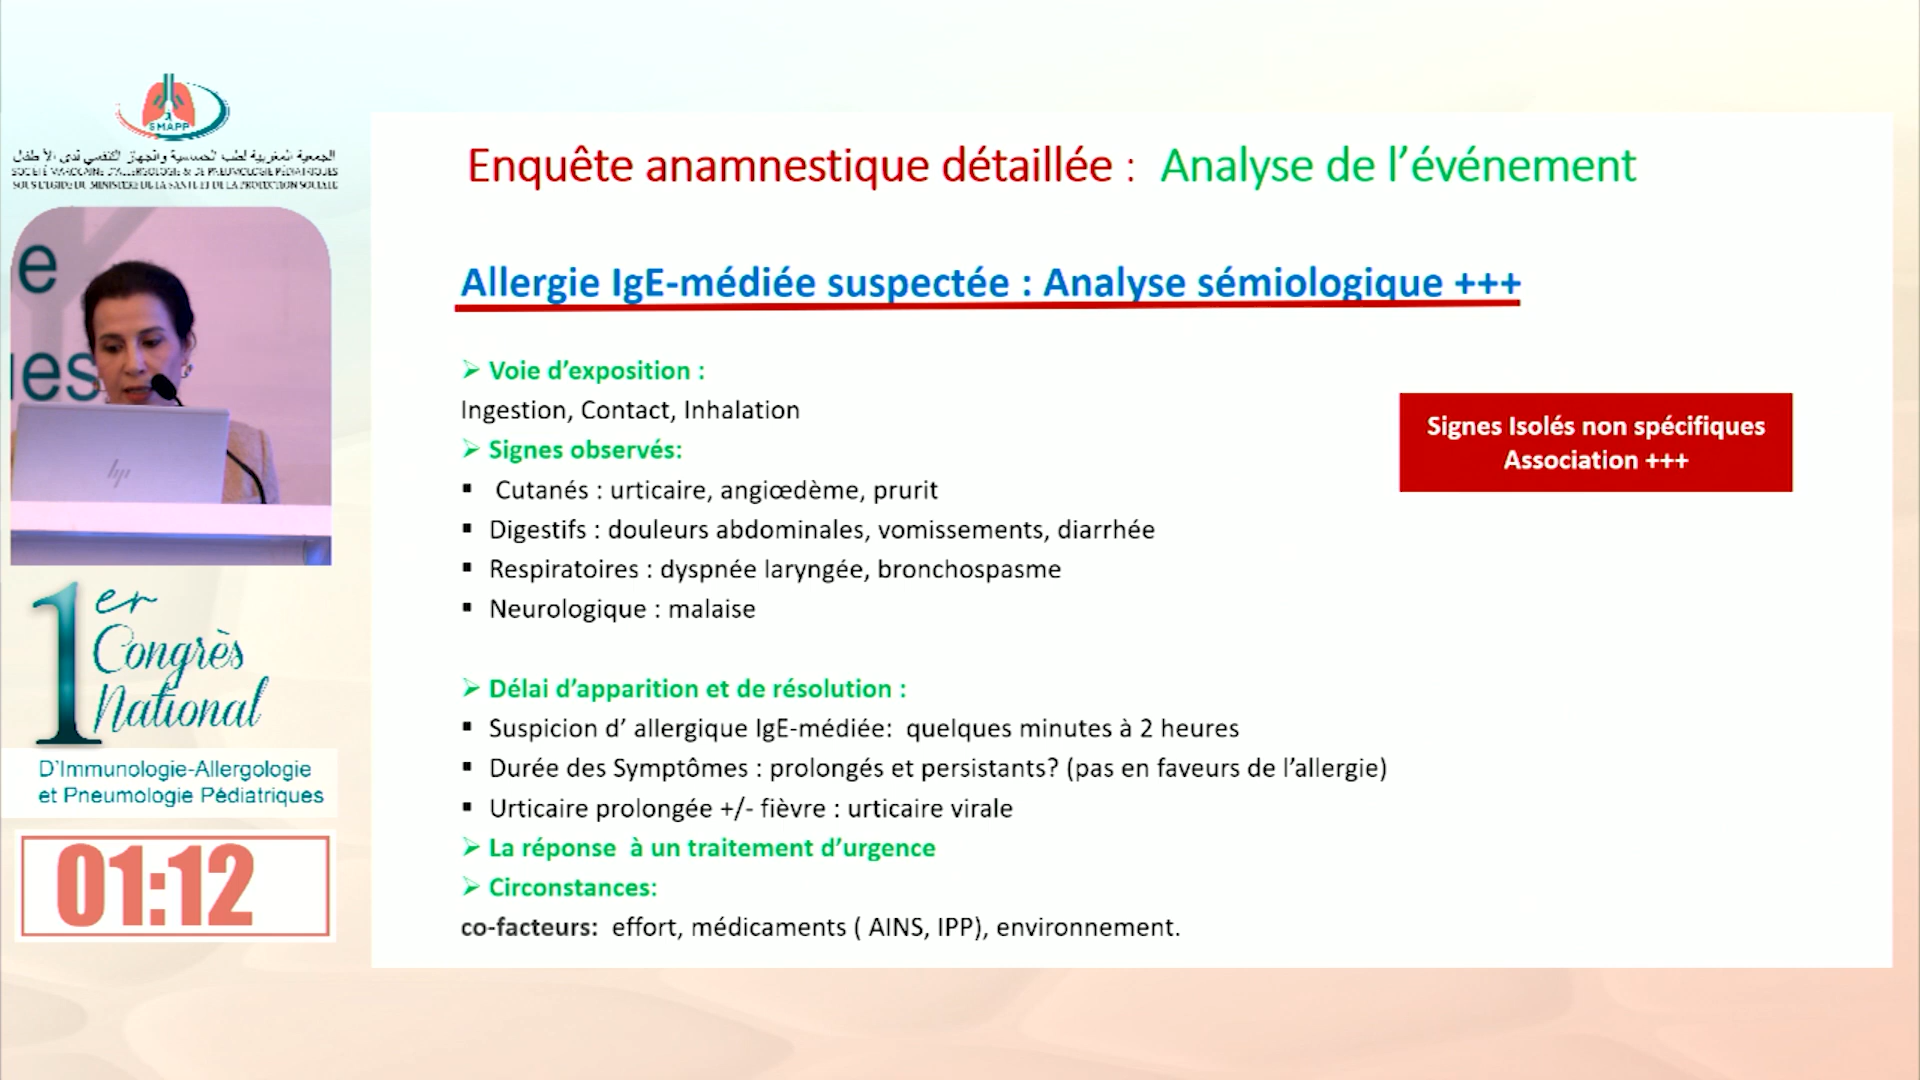 SMAPP
الجمعية المغربية لطب الحساسية والجهاز التنفسي لدى الأطفال
SOCIÉTÉ MAROCAINE D'ALLERGOLOGIE & DE PNEUMOLOGIE PÉDIATRIQUES
SOUS L'EGIDE DU MINISTERE DE LA SANTE ET DE LA PROTECTION SOCIALE
e
es
hp
1er
Congrès
National
D'Immunologie-Allergologie
et Pneumologie Pédiatriques
01:12
Enquête anamnestique détaillée : Analyse de l'événement
Allergie IgE-médiée suspectée : Analyse sémiologique +++
➢ Voie d'exposition :
Ingestion, Contact, Inhalation
➢ Signes observés:
▪ Cutanés : urticaire, angiœdème, prurit
▪ Digestifs : douleurs abdominales, vomissements, diarrhée
▪ Respiratoires : dyspnée laryngée, bronchospasme
▪ Neurologique : malaise
➢ Délai d'apparition et de résolution :
▪ Suspicion d' allergique IgE-médiée: quelques minutes à 2 heures
▪ Durée des Symptômes : prolongés et persistants? (pas en faveurs de l'allergie)
▪ Urticaire prolongée +/- fièvre : urticaire virale
➢ La réponse à un traitement d'urgence
➢ Circonstances:
co-facteurs: effort, médicaments ( AINS, IPP), environnement.
Signes Isolés non spécifiques
Association +++